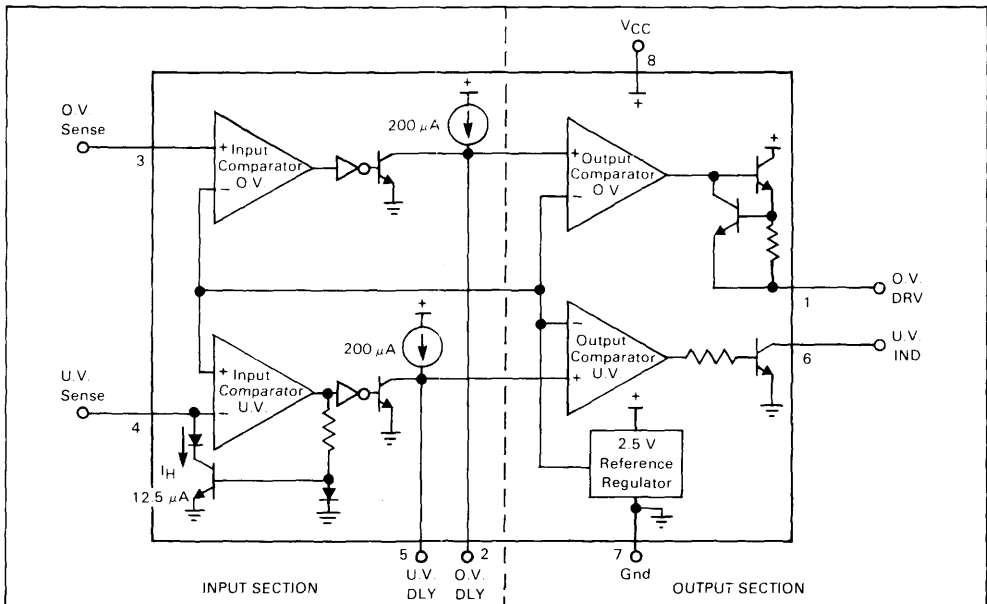 VCC
8
+
O.V.
Sense
3
+ Input
Comparator
O.V.
−
+
200 μA
+
Output
Comparator
O.V.
−
+
1
O.V.
DRV
U.V.
Sense
4
+
Input
Comparator
U.V.
−
+
200 μA
−
Output
Comparator
U.V.
+
6
U.V.
IND
IH
12.5 μA
+
2.5 V
Reference
Regulator
5
U.V.
DLY
2
O.V.
DLY
7
Gnd
INPUT SECTION
OUTPUT SECTION